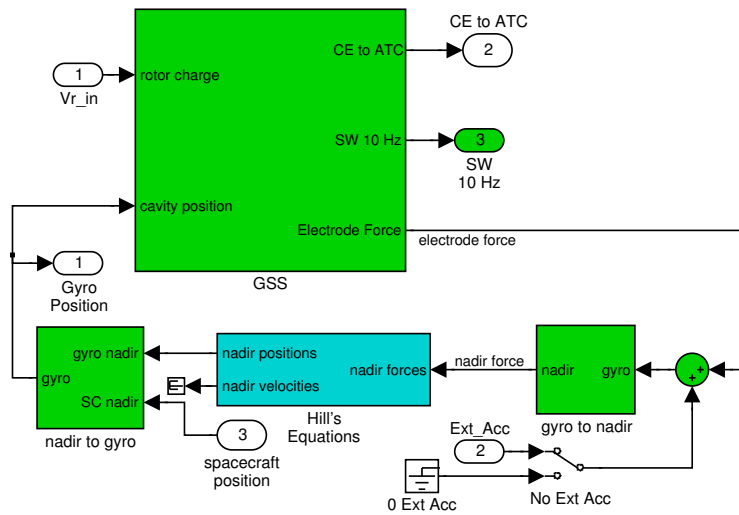 CE to ATC
CE to ATC
2
1
rotor charge
Vr_in
SW 10 Hz
3
SW
10 Hz
cavity position
Electrode Force
electrode force
1
Gyro
Position
GSS
gyro nadir
gyro
SC nadir
nadir to gyro
nadir positions
nadir velocities
nadir forces
Hill's
Equations
nadir force
nadir
gyro
gyro to nadir
+
+
3
spacecraft
position
Ext_Acc
2
0 Ext Acc
No Ext Acc